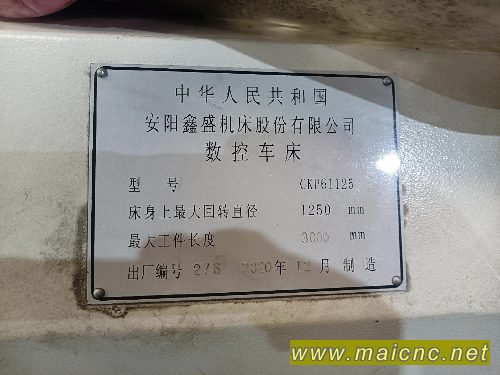 中华人民共和国
安阳鑫盛机床股份有限公司
数控车床
型号 CKP61125
床身上最大回转直径 1250 mm
最大工件长度 3000 mm
出厂编号 2020年12月制造
www.maicnc.net